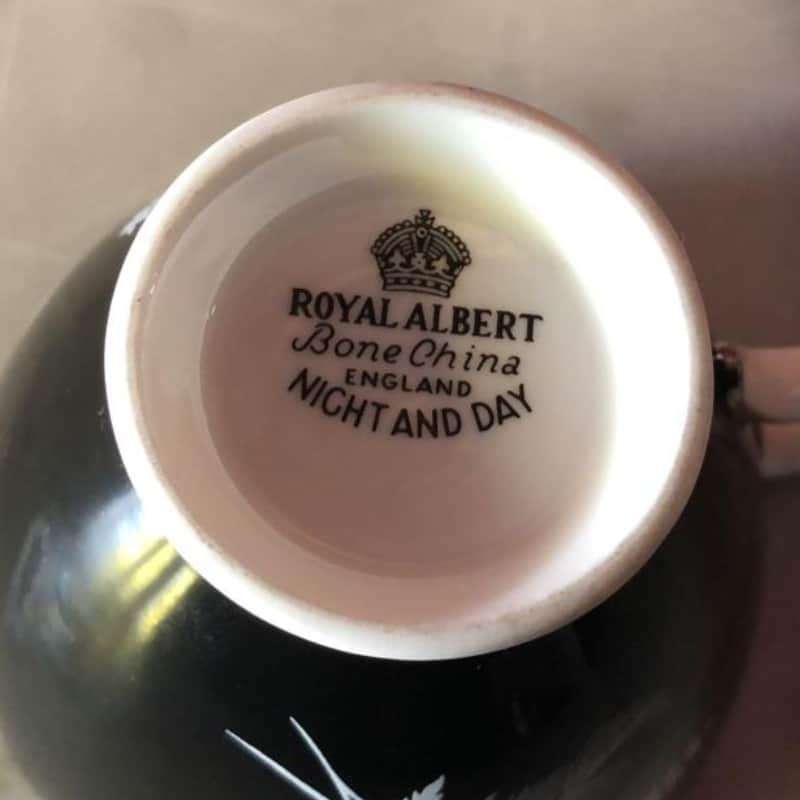 ROYAL ALBERT
Bone China
ENGLAND
NIGHT AND DAY